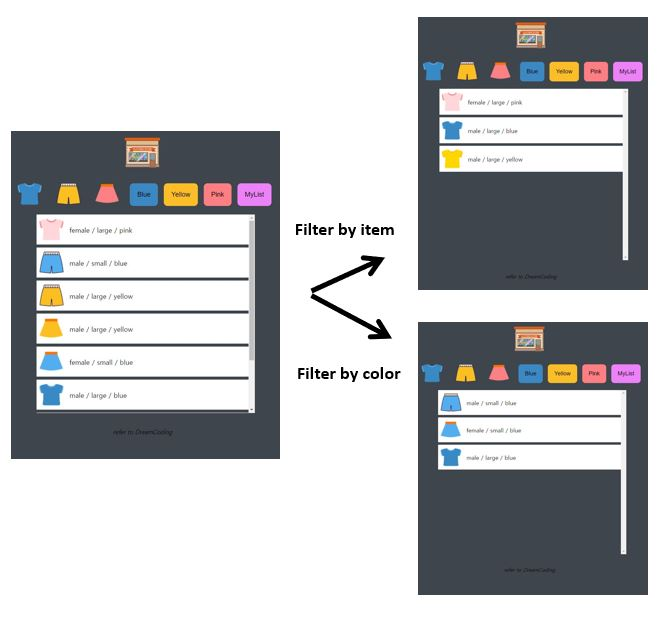 Blue Yellow Pink MyList
female / large / pink
male / small / blue
male / large / yellow
male / large / yellow
female / small / blue
male / large / blue
refer to DreamCoding
Filter by item
Filter by color
Blue Yellow Pink MyList
female / large / pink
male / large / blue
male / large / yellow
refer to DreamCoding
Blue Yellow Pink MyList
male / small / blue
female / small / blue
male / large / blue
refer to DreamCoding